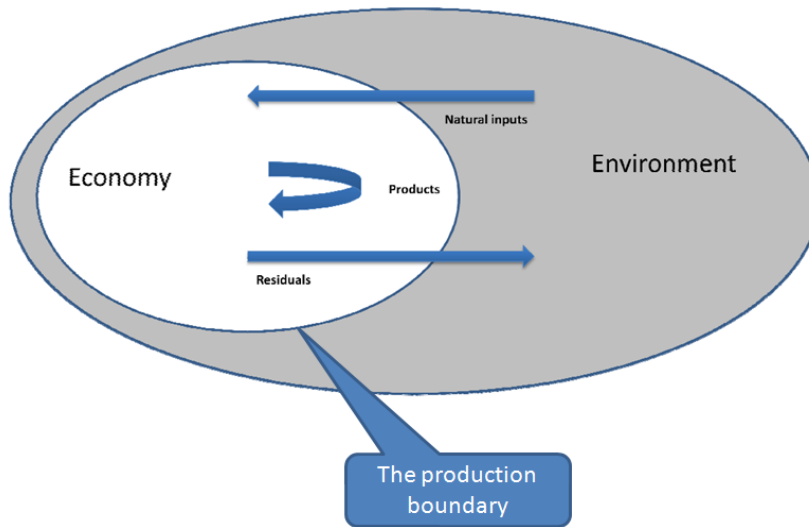 Natural inputs
Economy
Environment
Products
Residuals
The production
boundary